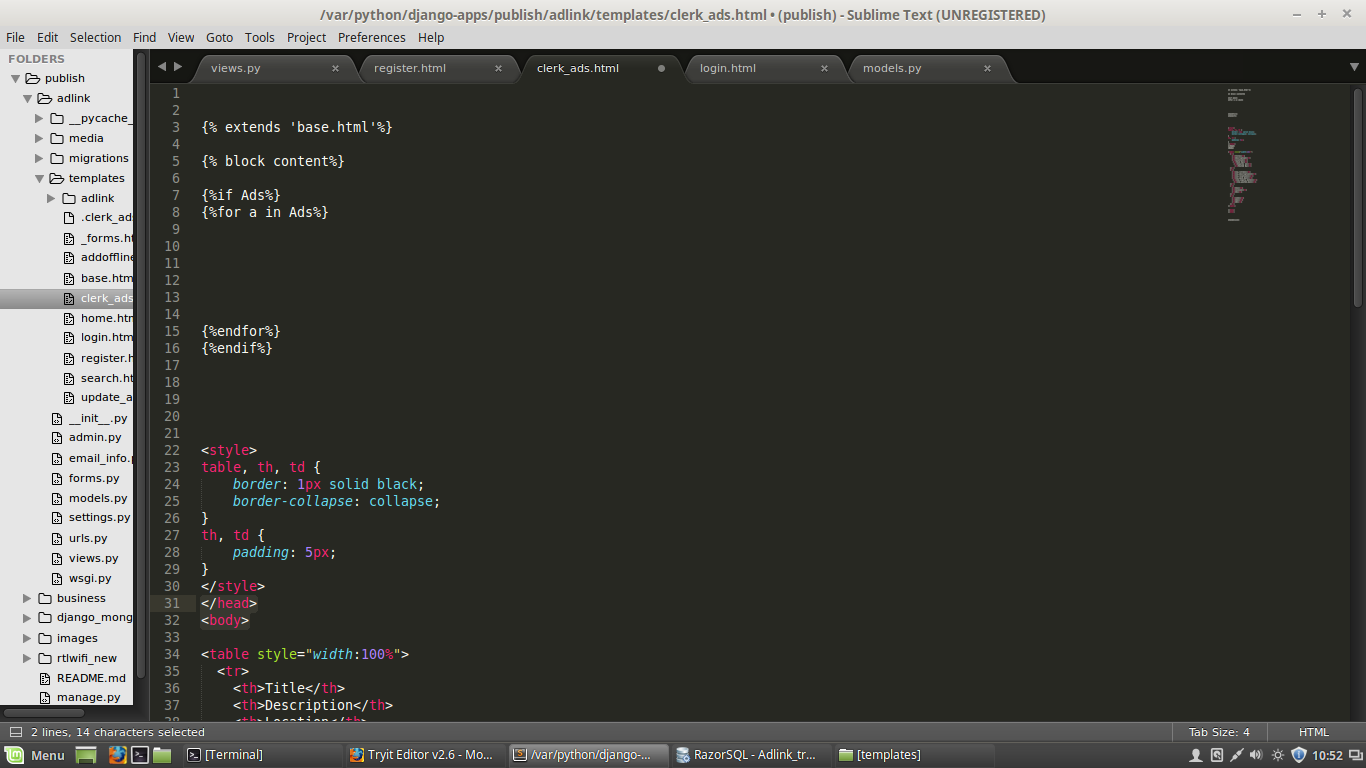 /var/python/django-apps/publish/adlink/templates/clerk_ads.html • (publish) - Sublime Text (UNREGISTERED)
File Edit Selection Find View Goto Tools Project Preferences Help
FOLDERS
publish
adlink
__pycache_
media
migrations
templates
adlink
.clerk_ad
_forms.ht
addoffline
base.htm
clerk_ads
home.htm
login.htm
register.h
search.ht
update_a
__init__.py
admin.py
email_info.p
forms.py
models.py
settings.py
urls.py
views.py
wsgi.py
business
django_mong
images
rtlwifi_new
README.md
manage.py
views.py × register.html × clerk_ads.html login.html × models.py ×
1
2
3 {% extends 'base.html'%}
4
5 {% block content%}
6
7 {%if Ads%}
8 {%for a in Ads%}
9
10
11
12
13
14
15 {%endfor%}
16 {%endif%}
17
18
19
20
21
22 <style>
23 table, th, td {
24 border: 1px solid black;
25 border-collapse: collapse;
26 }
27 th, td {
28 padding: 5px;
29 }
30 </style>
31 </head>
32 <body>
33
34 <table style="width:100%">
35 <tr>
36 <th>Title</th>
37 <th>Description</th>
38 <th>Location</th>
2 lines, 14 characters selected Tab Size: 4 HTML
Menu [Terminal] Tryit Editor v2.6 - Mo... /var/python/django-... RazorSQL - Adlink_tr... [templates] 10:52